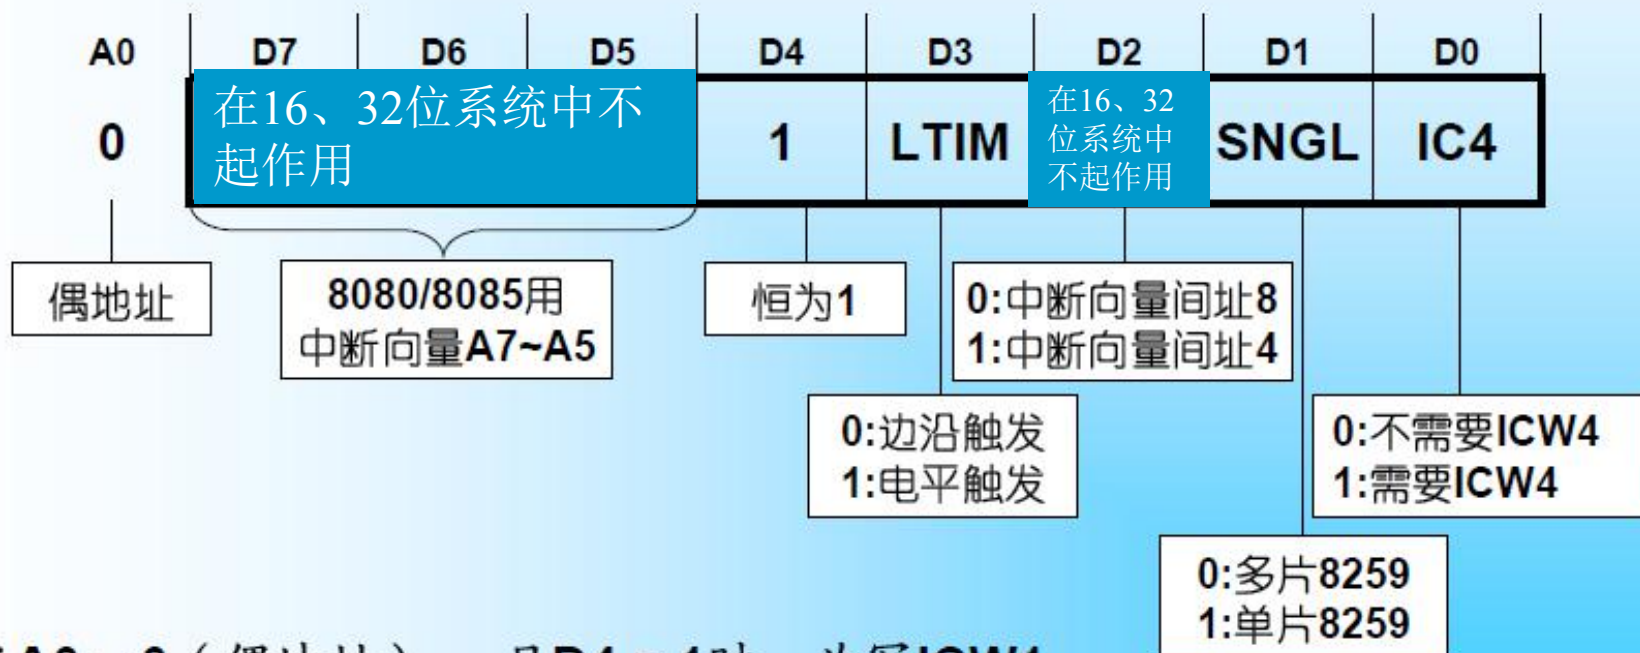 A0 D7 D6 D5 D4 D3 D2 D1 D0
0
在16、32位系统中不
起作用
1
LTIM
在16、32
位系统中
不起作用
SNGL
IC4
偶地址
8080/8085用
中断向量A7~A5
恒为1
0:中断向量间址8
1:中断向量间址4
0:边沿触发
1:电平触发
0:不需要ICW4
1:需要ICW4
0:多片8259
1:单片8259